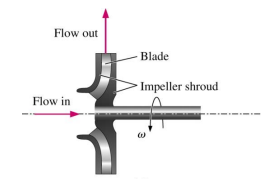 Flow out
Blade
Impeller shroud
Flow in
ω